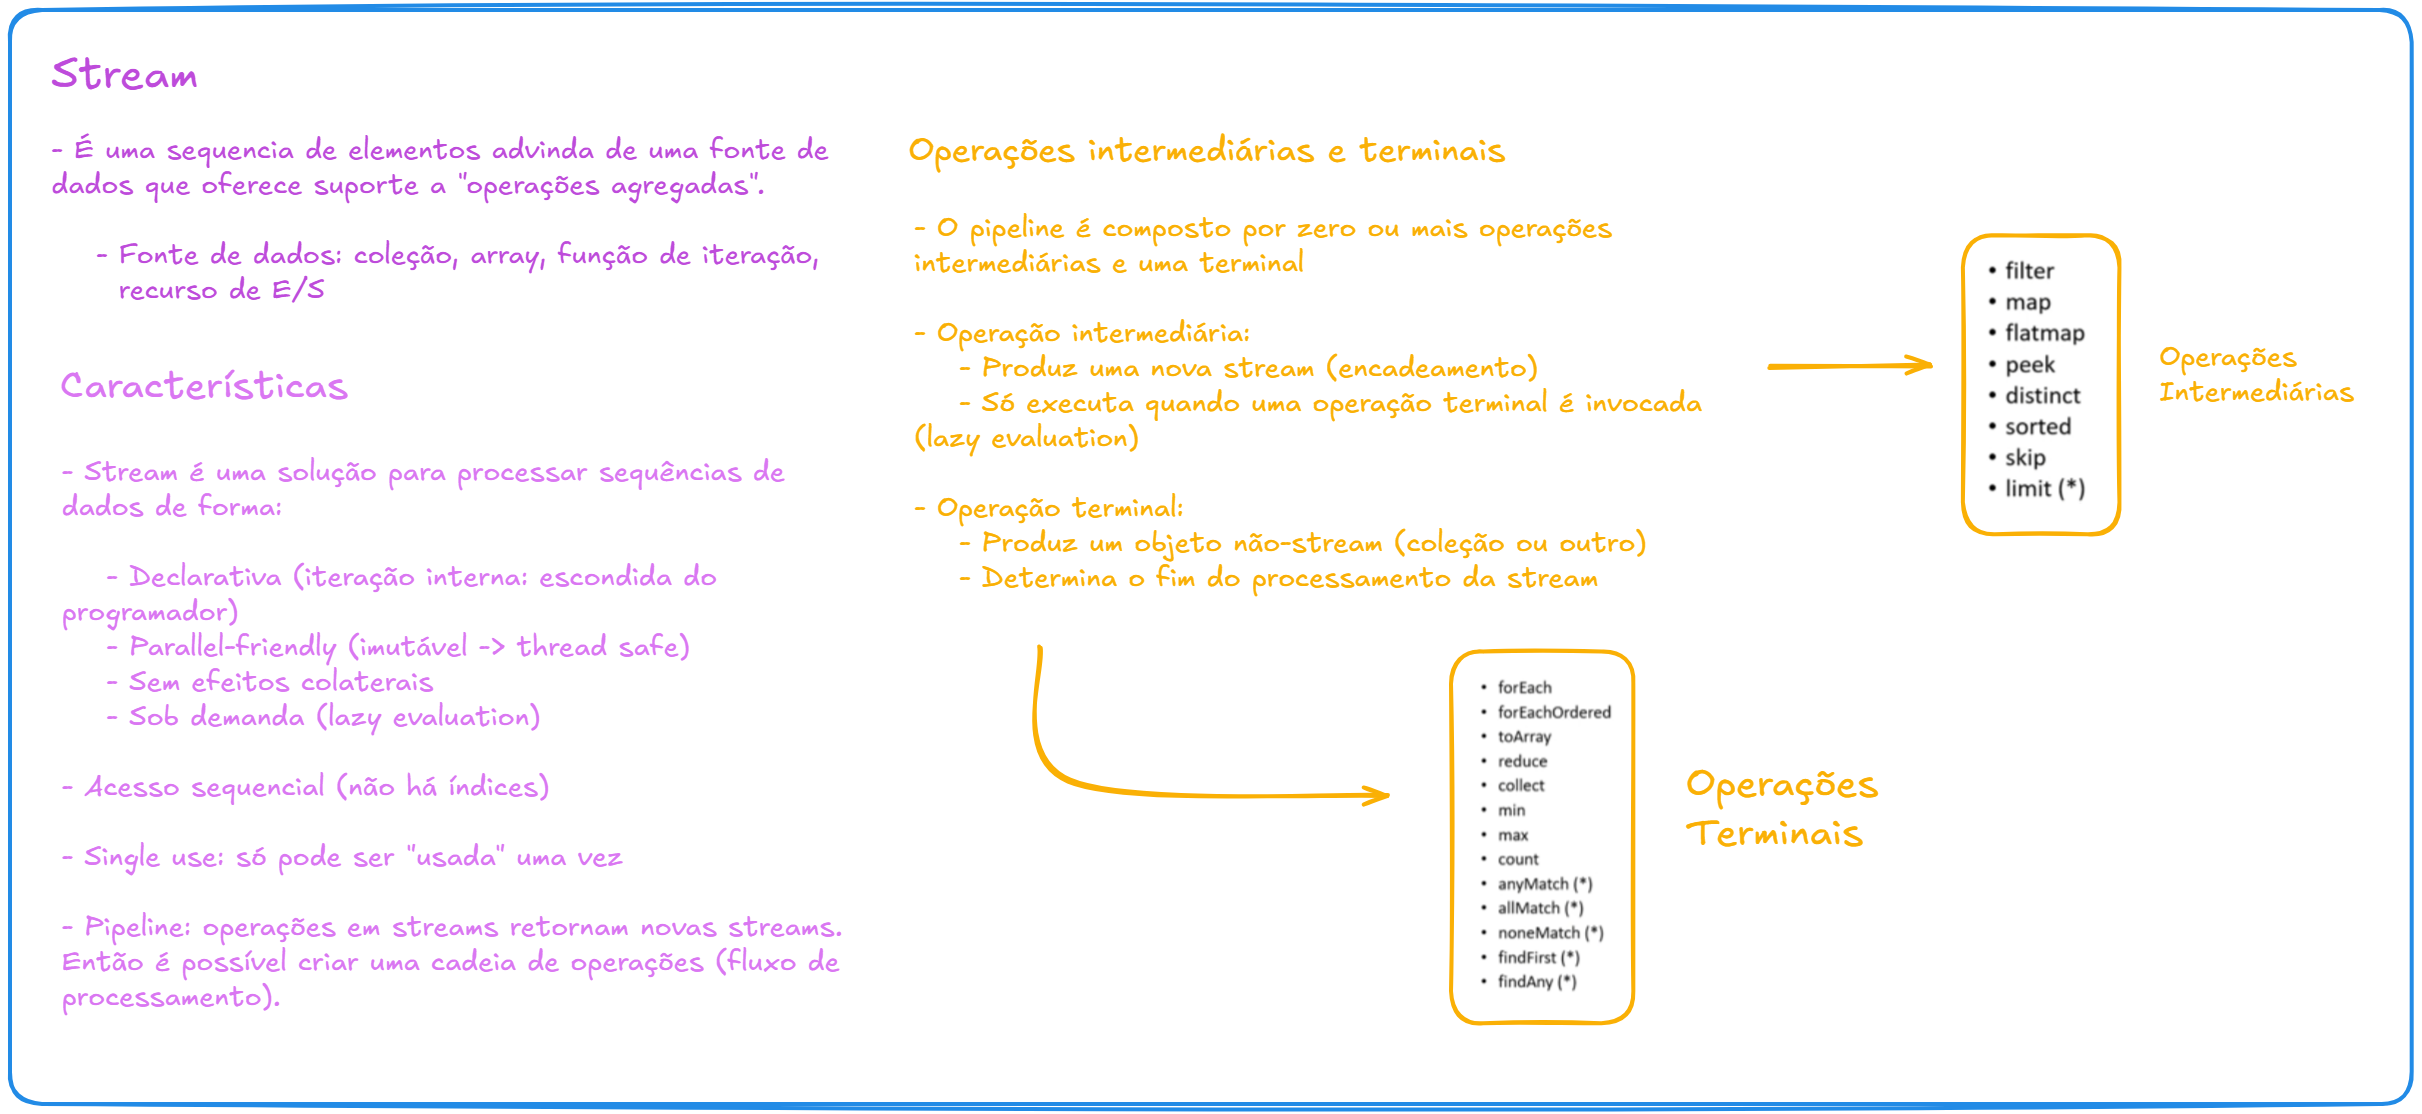 Stream
- É uma sequencia de elementos advinda de uma fonte de
dados que oferece suporte a "operações agregadas".
- Fonte de dados: coleção, array, função de iteração,
recurso de E/S
Características
- Stream é uma solução para processar sequências de
dados de forma:
- Declarativa (iteração interna: escondida do
programador)
- Parallel-friendly (imutável -> thread safe)
- Sem efeitos colaterais
- Sob demanda (lazy evaluation)
- Acesso sequencial (não há índices)
- Single use: só pode ser "usada" uma vez
- Pipeline: operações em streams retornam novas streams.
Então é possível criar uma cadeia de operações (fluxo de
processamento).
Operações intermediárias e terminais
- O pipeline é composto por zero ou mais operações
intermediárias e uma terminal
- Operação intermediária:
- Produz uma nova stream (encadeamento)
- Só executa quando uma operação terminal é invocada
(lazy evaluation)
- Operação terminal:
- Produz um objeto não-stream (coleção ou outro)
- Determina o fim do processamento da stream
• filter
• map
• flatmap
• peek
• distinct
• sorted
• skip
• limit (*)
Operações
Intermediárias
• forEach
• forEachOrdered
• toArray
• reduce
• collect
• min
• max
• count
• anyMatch (*)
• allMatch (*)
• noneMatch (*)
• findFirst (*)
• findAny (*)
Operações
Terminais